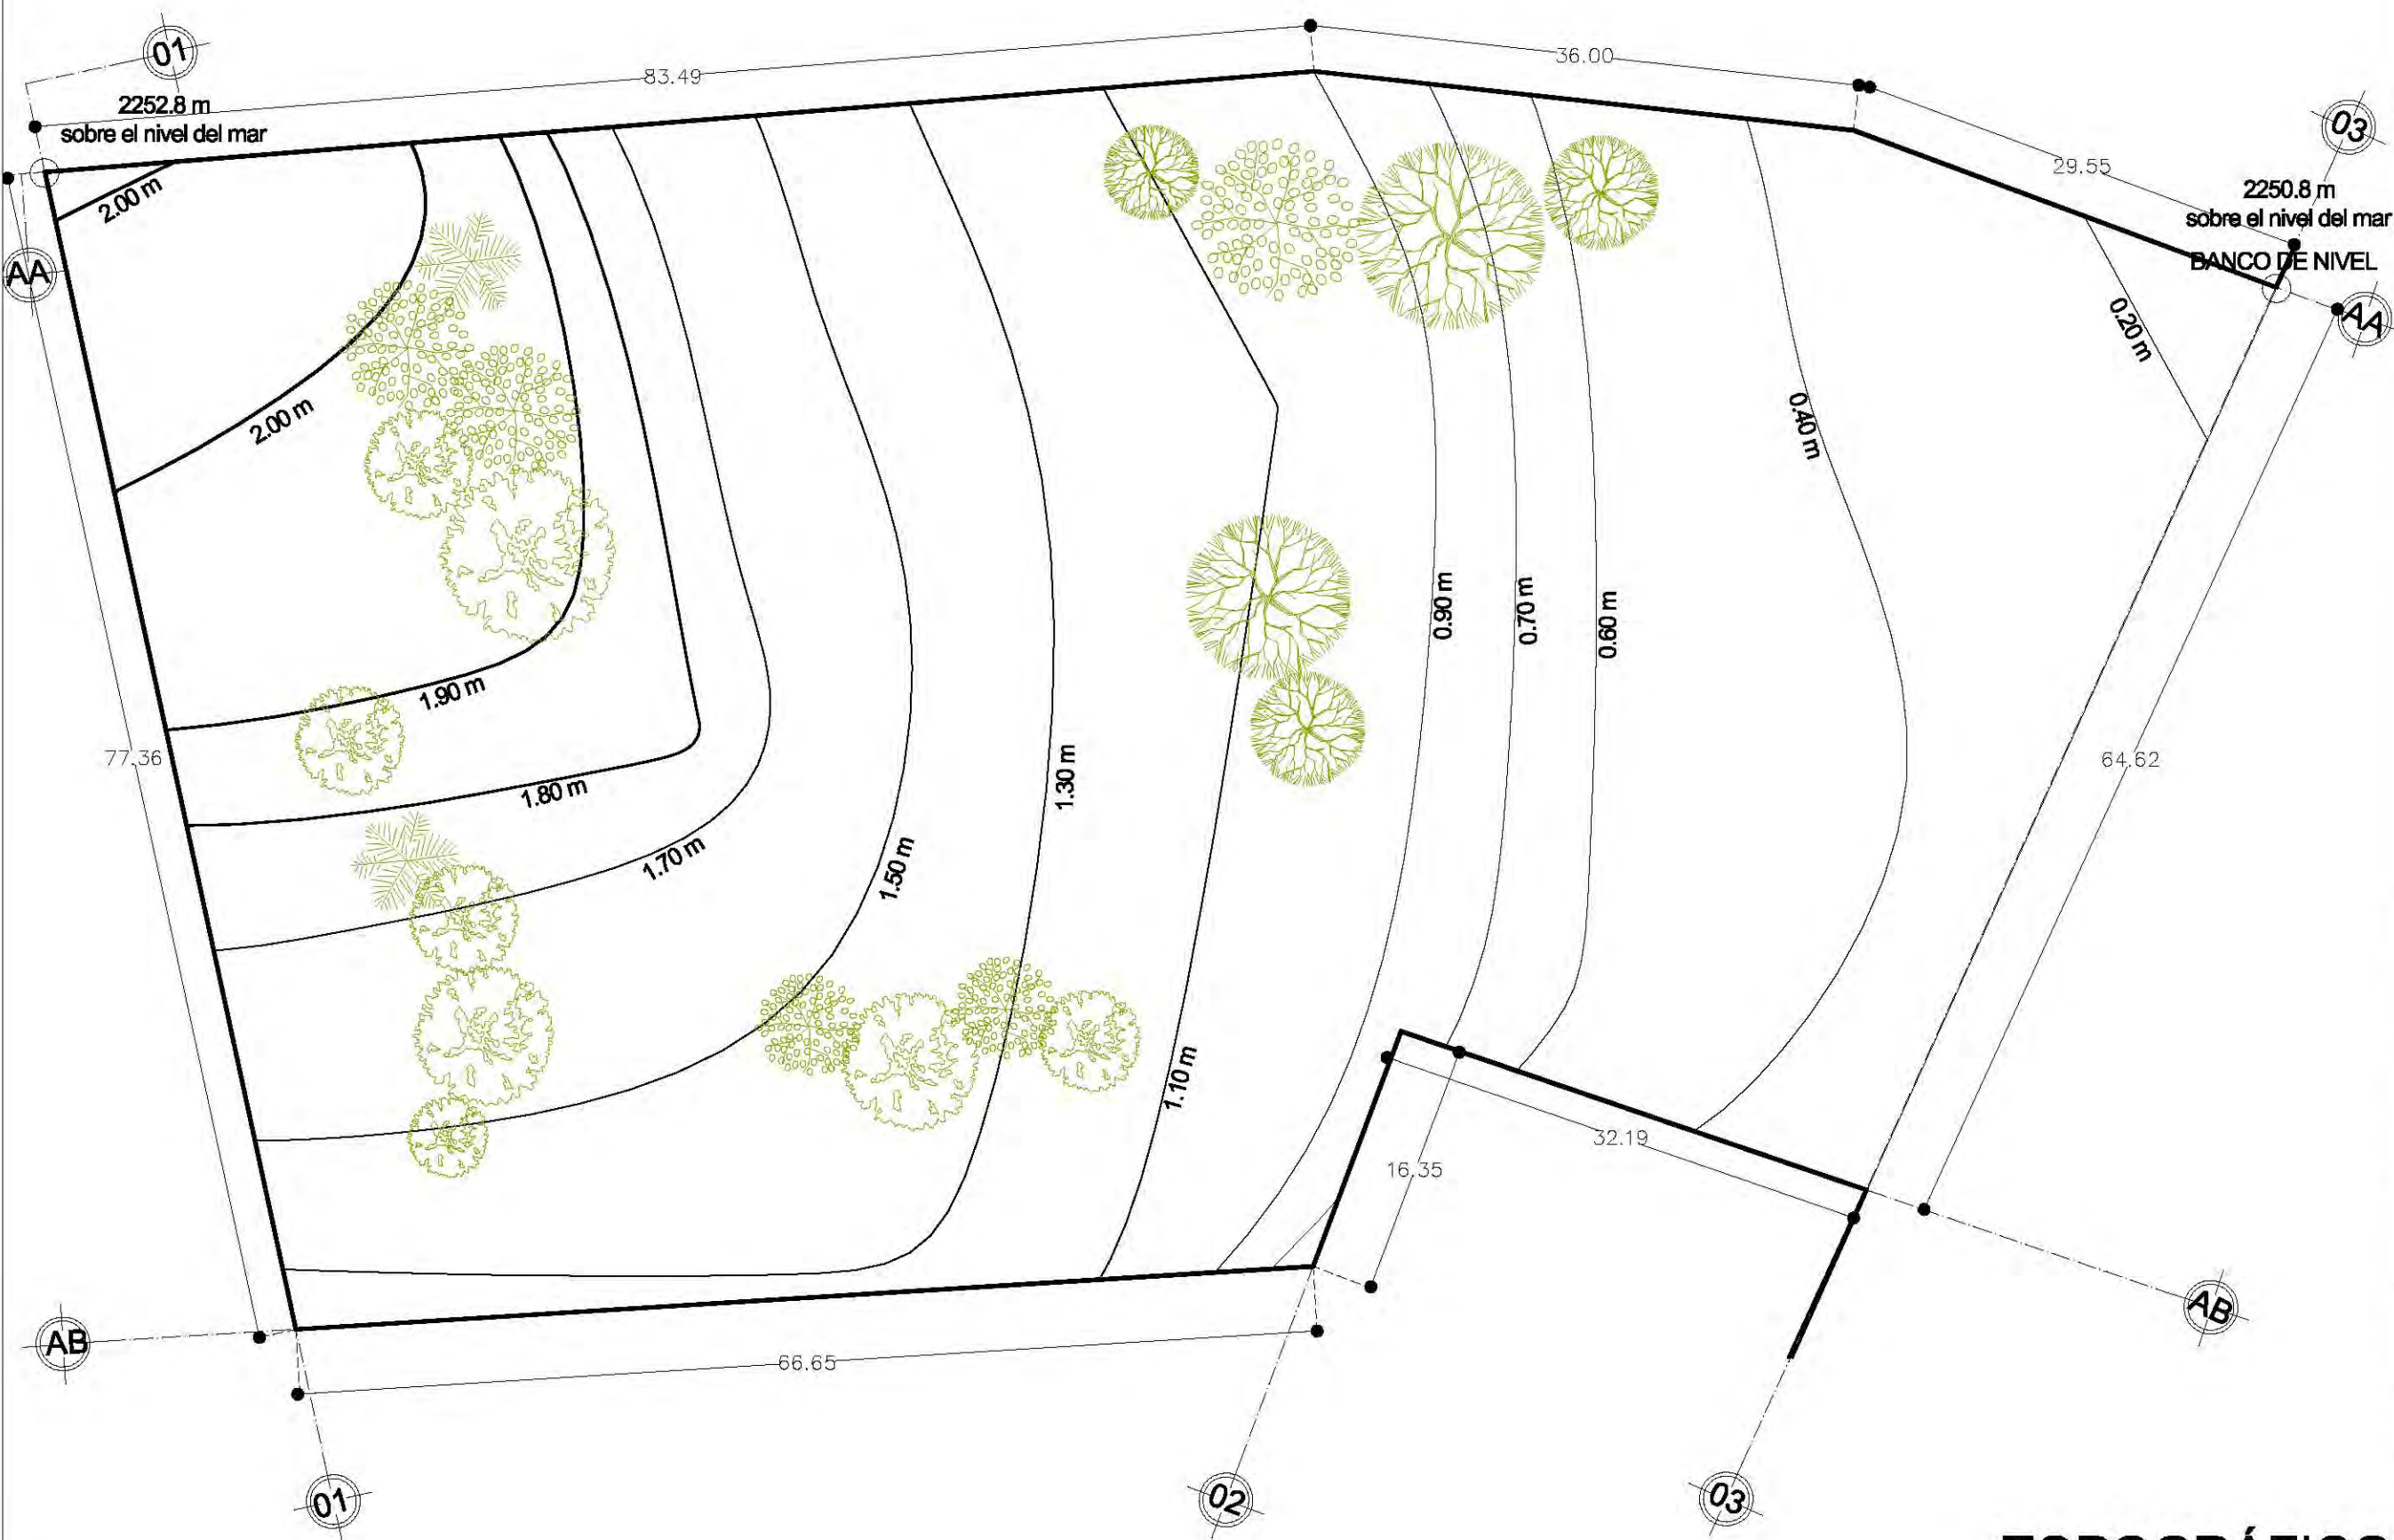 01
83.49
36.00
2252.8 m
sobre el nivel del mar
03
29.55
2250.8 m
sobre el nivel del mar
BANCO DE NIVEL
2.00 m
AA
AA
0.20 m
2.00 m
0.40 m
0.90 m
0.70 m
0.60 m
1.90 m
77.36
64.62
1.80 m
1.30 m
1.70 m
1.50 m
1.10 m
32.19
16.35
AB
AB
66.65
01
02
03